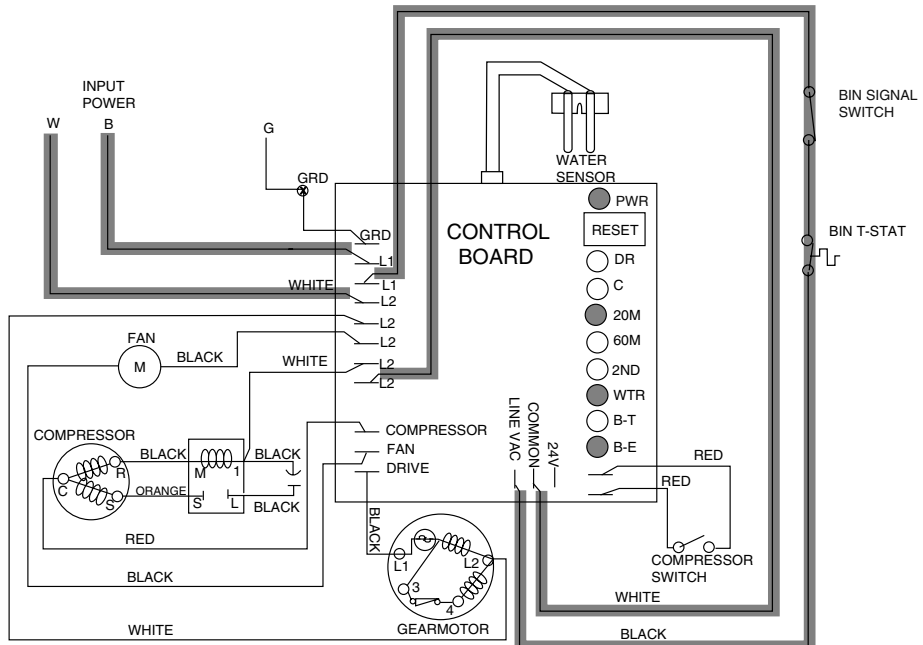 INPUT
POWER
W
B
G
GRD
WATER
SENSOR
BIN SIGNAL
SWITCH
BIN T-STAT
CONTROL
BOARD
PWR
RESET
DR
C
20M
60M
2ND
WTR
B-T
B-E
GRD
L1
L1
WHITE
L2
L2
L2
L2
L2
FAN
M
BLACK
WHITE
COMPRESSOR
FAN
DRIVE
LINE VAC
COMMON
24V
COMPRESSOR
R
C
S
BLACK
M
1
BLACK
ORANGE
S
L
BLACK
RED
RED
COMPRESSOR
SWITCH
RED
BLACK
BLACK
L1
L2
3
4
GEARMOTOR
WHITE
WHITE
BLACK